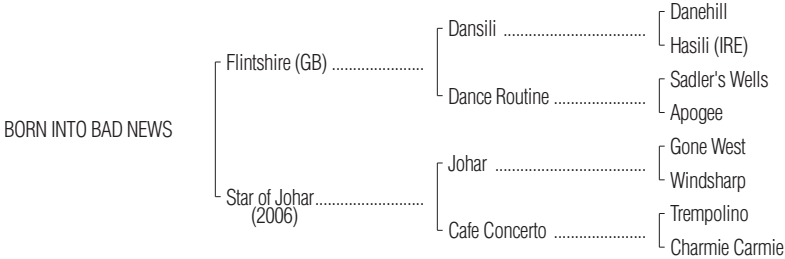 Danehill
Dansili ................................
Hasili (IRE)
Flintshire (GB) .....................
Sadler's Wells
Dance Routine .....................
Apogee
BORN INTO BAD NEWS
Gone West
Johar ..................................
Windsharp
Star of Johar.........................
(2006)
Trempolino
Cafe Concerto .....................
Charmie Carmie